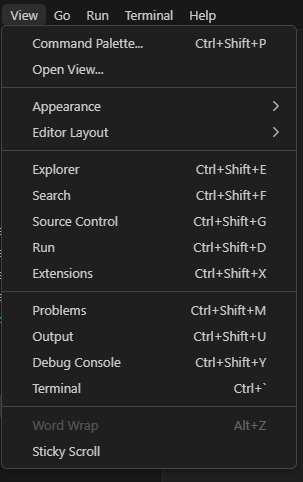 View Go Run Terminal Help
Command Palette... Ctrl+Shift+P
Open View...
Appearance
Editor Layout
Explorer Ctrl+Shift+E
Search Ctrl+Shift+F
Source Control Ctrl+Shift+G
Run Ctrl+Shift+D
Extensions Ctrl+Shift+X
Problems Ctrl+Shift+M
Output Ctrl+Shift+U
Debug Console Ctrl+Shift+Y
Terminal Ctrl+`
Word Wrap Alt+Z
Sticky Scroll